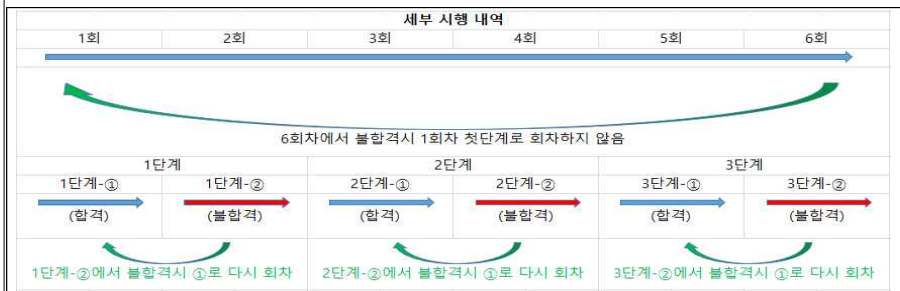 세부 시행 내역
1회 2회 3회 4회 5회 6회
6회차에서 불합격시 1회차 첫단계로 회차하지 않음
1단계 2단계 3단계
1단계-① 1단계-② 2단계-① 2단계-② 3단계-① 3단계-②
(합격) (불합격) (합격) (불합격) (합격) (불합격)
1단계-②에서 불합격시 ①로 다시 회차 2단계-②에서 불합격시 ①로 다시 회차 3단계-②에서 불합격시 ①로 다시 회차